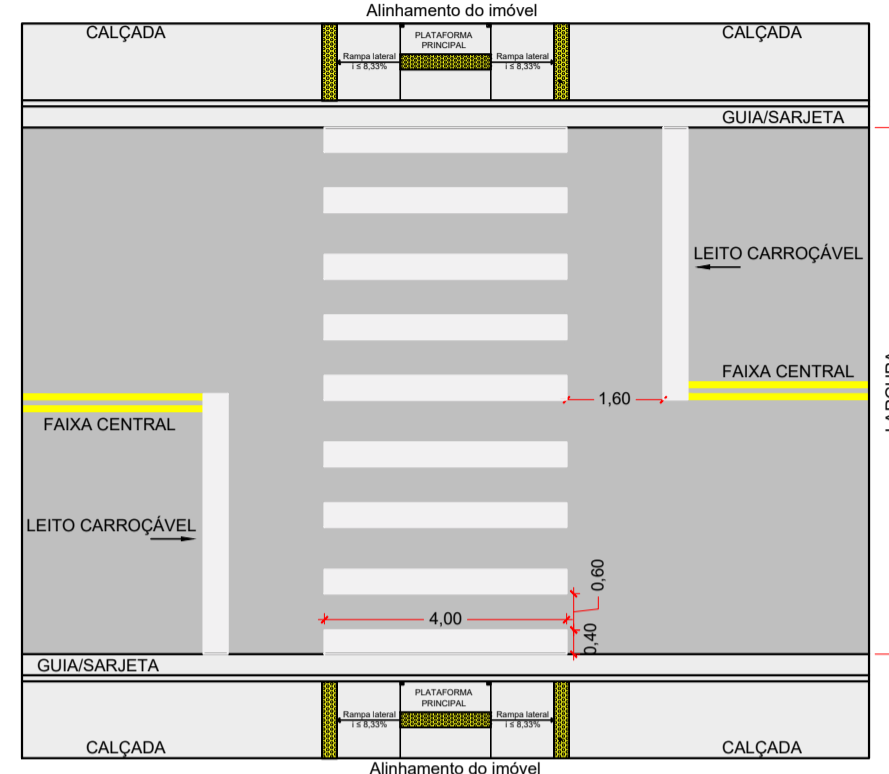 Alinhamento do imóvel
CALÇADA
PLATAFORMA
PRINCIPAL
CALÇADA
Rampa lateral
i ≤ 8,33%
Rampa lateral
i ≤ 8,33%
GUIA/SARJETA
LEITO CARROÇÁVEL
FAIXA CENTRAL
LARGURA
1,60
FAIXA CENTRAL
LEITO CARROÇÁVEL
0,60
4,00
0,40
GUIA/SARJETA
PLATAFORMA
PRINCIPAL
Rampa lateral
i ≤ 8,33%
Rampa lateral
i ≤ 8,33%
CALÇADA
CALÇADA
Alinhamento do imóvel